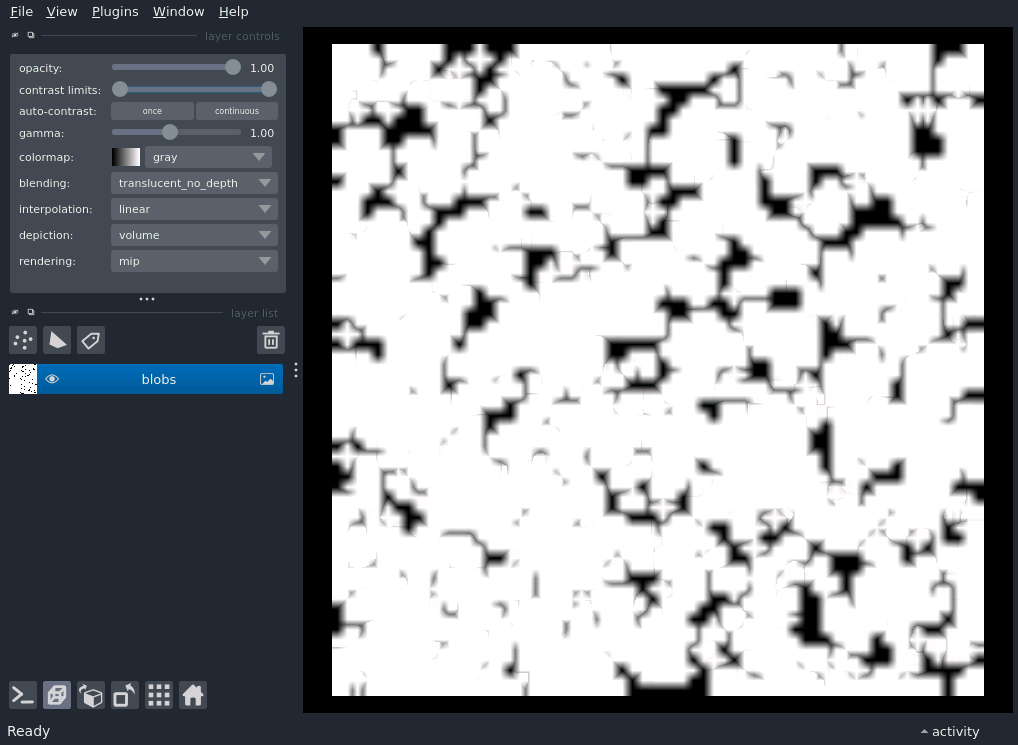 File View Plugins Window Help
layer controls
opacity: 1.00
contrast limits:
auto-contrast: once continuous
gamma: 1.00
colormap: gray
blending: translucent_no_depth
interpolation: linear
depiction: volume
rendering: mip
layer list
blobs
Ready activity